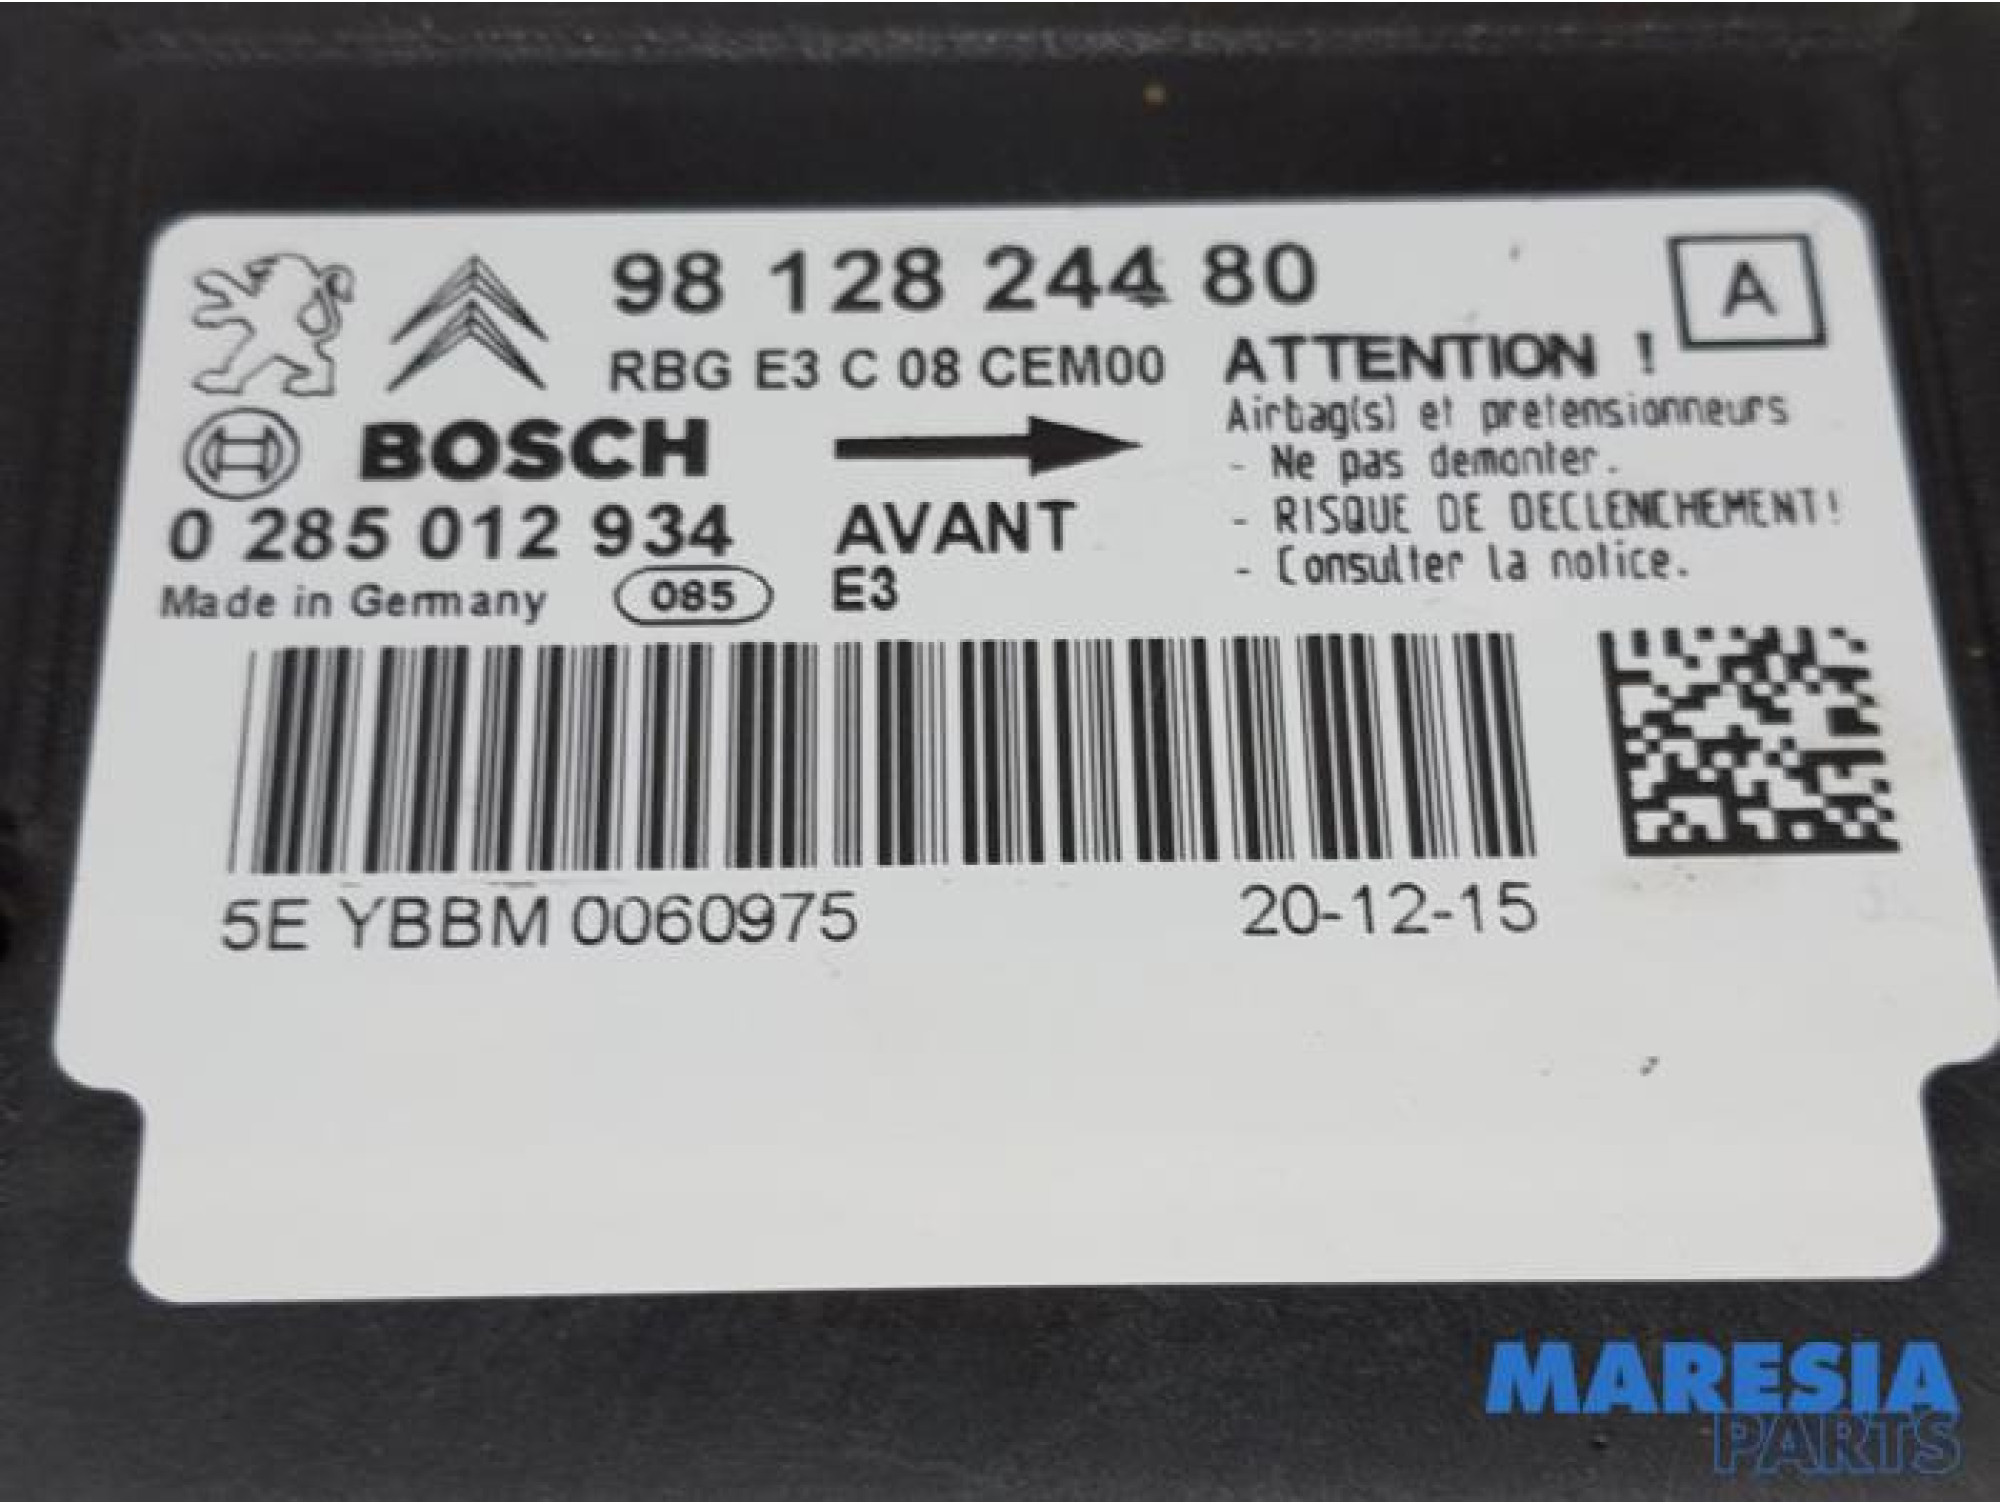 98 128 244 80
A
RBG E3 C 08 CEM00
ATTENTION !
Airbag(s) et pretensionneurs
- Ne pas demonter.
- RISQUE DE DECLENCHEMENT!
- Consulter la notice.
BOSCH
0 285 012 934
AVANT
Made in Germany
085
E3
5E YBBM 0060975
20-12-15
MARESIA
PARTS